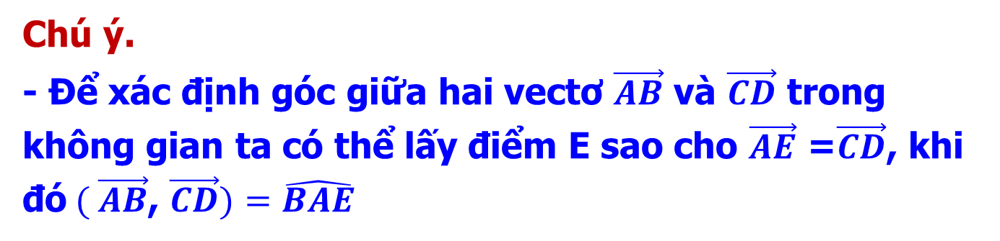 Chú ý.
- Để xác định góc giữa hai vectơ $\overrightarrow{AB}$ và $\overrightarrow{CD}$ trong
không gian ta có thể lấy điểm E sao cho $\overrightarrow{AE}$ =$\overrightarrow{CD}$, khi
đó ( $\overrightarrow{AB}$, $\overrightarrow{CD}$) = $\widehat{BAE}$